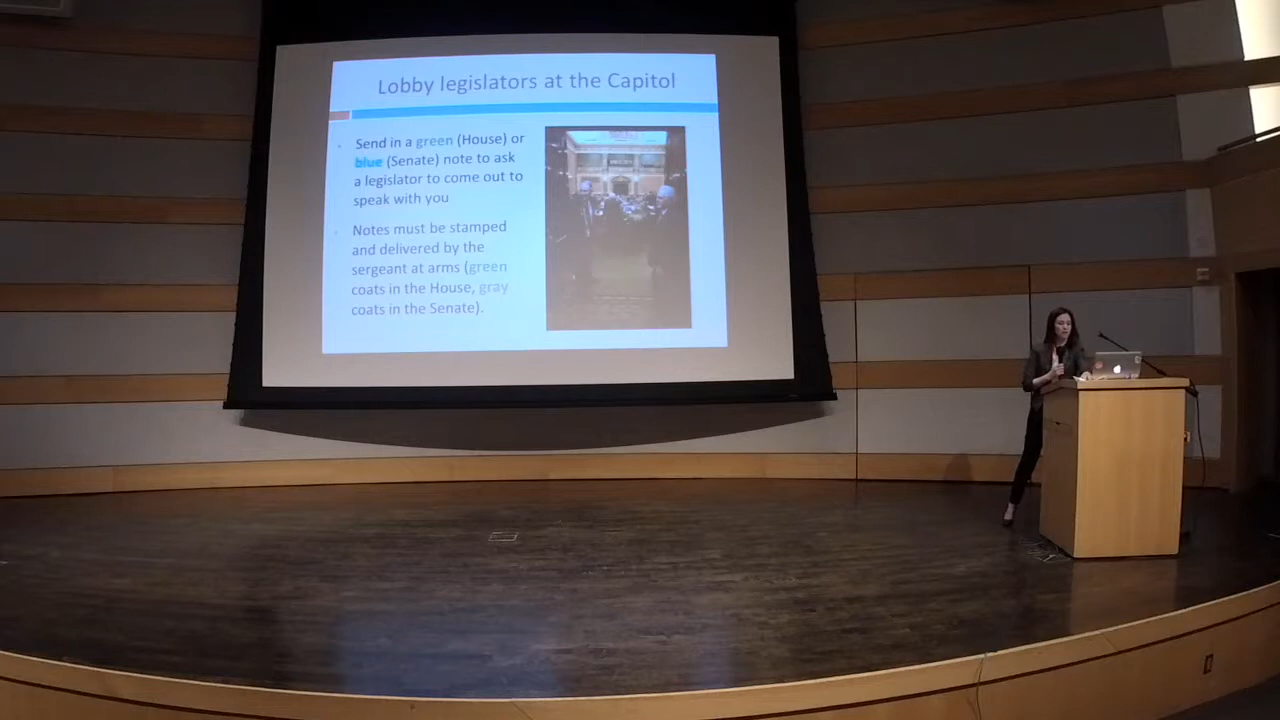 Lobby legislators at the Capitol
Send in a green (House) or
blue (Senate) note to ask
a legislator to come out to
speak with you
Notes must be stamped
and delivered by the
sergeant at arms (green
coats in the House, gray
coats in the Senate).